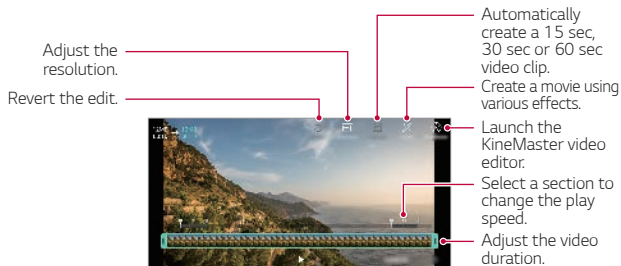 Adjust the
resolution.
Revert the edit.
Automatically
create a 15 sec,
30 sec or 60 sec
video clip.
Create a movie using
various effects.
Launch the
KineMaster video
editor.
Select a section to
change the play
speed.
Adjust the video
duration.